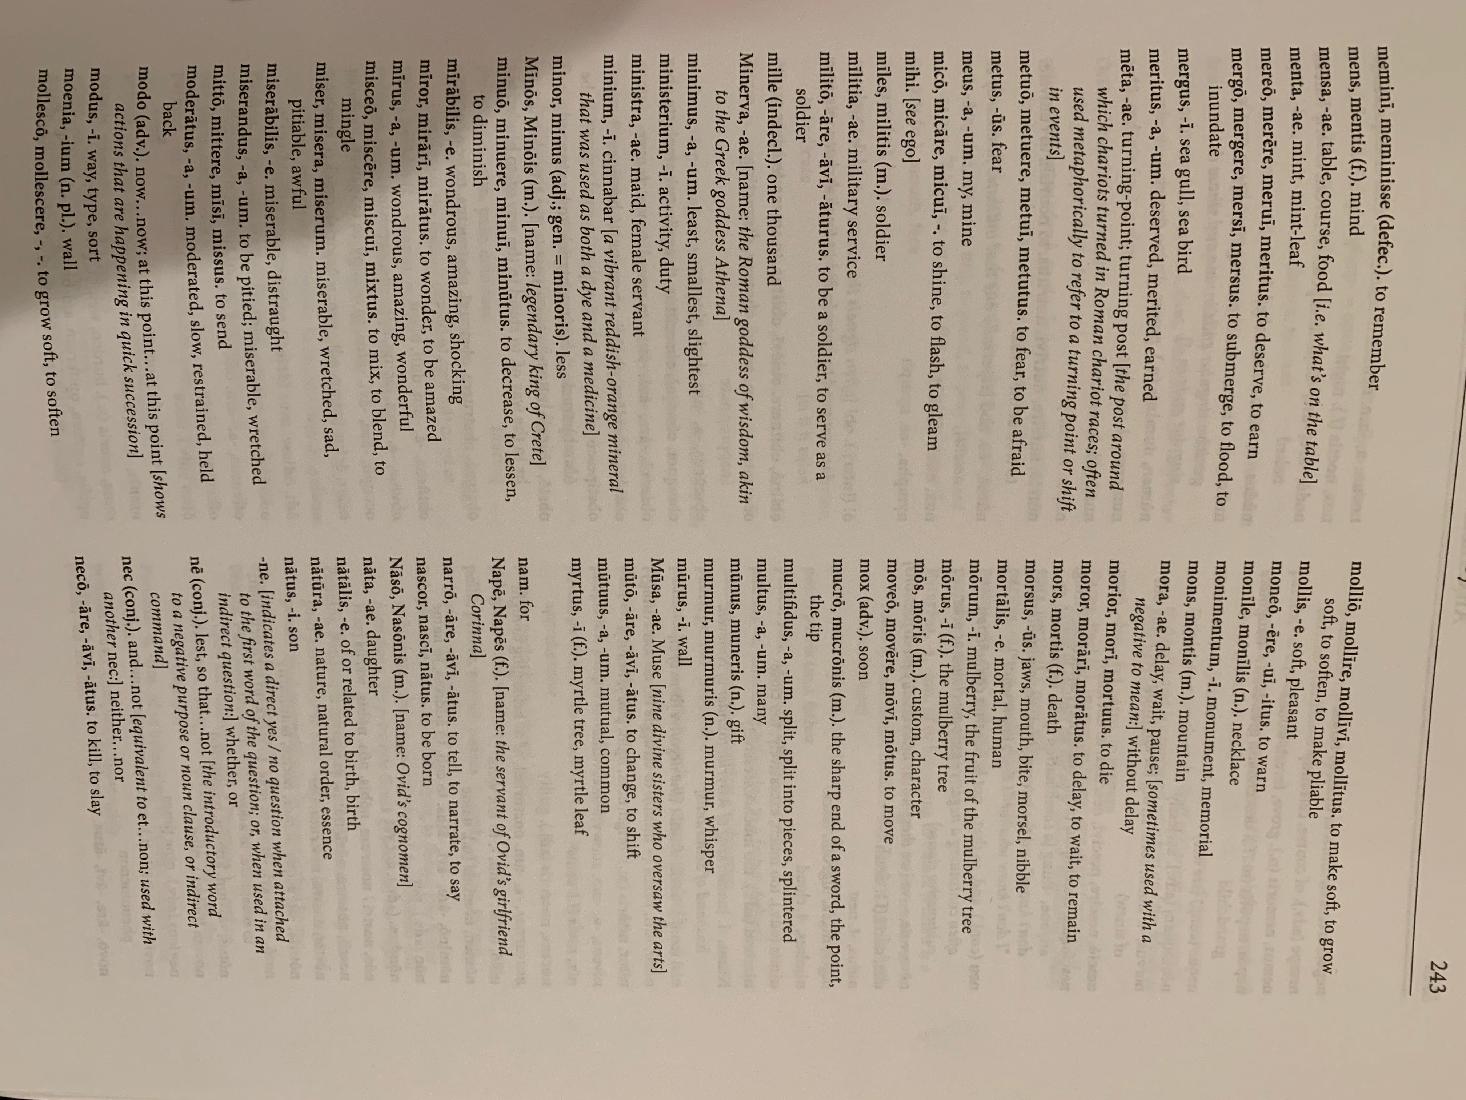 243
meminī, meminisse (defec.). to remember
mens, mentis (f.). mind
mensa, -ae. table, course, food [i.e. what's on the table]
menta, -ae. mint, mint-leaf
mereō, merēre, meruī, meritus. to deserve, to earn
mergō, mergere, mersī, mersus. to submerge, to flood, to
inundate
mergus, -ī. sea gull, sea bird
meritus, -a, -um. deserved, merited, earned
mēta, -ae. turning-point; turning post [the post around
which chariots turned in Roman chariot races; often
used metaphorically to refer to a turning point or shift
in events]
metuō, metuere, metuī, metutus. to fear, to be afraid
metus, -ūs. fear
meus, -a, -um. my, mine
micō, micāre, micuī, -. to shine, to flash, to gleam
mihi. [see ego]
mīles, mīlitis (m.). soldier
mīlitia, -ae. military service
mīlitō, -āre, -āvī, -āturus. to be a soldier, to serve as a
soldier
mille (indecl.). one thousand
Minerva, -ae. [name: the Roman goddess of wisdom, akin
to the Greek goddess Athena]
minimus, -a, -um. least, smallest, slightest
ministerium, -ī. activity, duty
ministra, -ae. maid, female servant
minium, -ī. cinnabar [a vibrant reddish-orange mineral
that was used as both a dye and a medicine]
minor, minus (adj.; gen. = minoris). less
Mīnōs, Mīnōis (m.). [name: legendary king of Crete]
minuō, minuere, minuī, minūtus. to decrease, to lessen,
to diminish
mīrābilis, -e. wondrous, amazing, shocking
mīror, mirārī, mirātus. to wonder, to be amazed
mīrus, -a, -um. wondrous, amazing, wonderful
misceō, miscēre, miscuī, mixtus. to mix, to blend, to
mingle
miser, misera, miserum. miserable, wretched, sad,
pitiable, awful
miserābilis, -e. miserable, distraught
miserandus, -a, -um. to be pitied; miserable, wretched
mittō, mittere, mīsī, missus. to send
moderātus, -a, -um. moderated, slow, restrained, held
back
modo (adv.). now...now; at this point...at this point [shows
actions that are happening in quick succession]
modus, -ī. way, type, sort
moenia, -ium (n. pl.). wall
mollescō, mollescere, -, -. to grow soft, to soften
molliō, mollīre, mollīvī, mollītus. to make soft, to grow
soft, to soften, to make pliable
mollis, -e. soft, pleasant
moneō, -ēre, -uī, -itus. to warn
monīle, monīlis (n.). necklace
monimentum, -ī. monument, memorial
mons, montis (m.). mountain
mora, -ae. delay, wait, pause; [sometimes used with a
negative to mean:] without delay
morior, morī, mortuus. to die
moror, morārī, morātus. to delay, to wait, to remain
mors, mortis (f.). death
morsus, -ūs. jaws, mouth, bite, morsel, nibble
mortālis, -e. mortal, human
mōrum, -ī. mulberry, the fruit of the mulberry tree
mōrus, -ī (f.). the mulberry tree
mōs, mōris (m.). custom, character
moveō, movēre, mōvī, mōtus. to move
mox (adv.). soon
mucrō, mucrōnis (m.). the sharp end of a sword, the point,
the tip
multifidus, -a, -um. split, split into pieces, splintered
multus, -a, -um. many
mūnus, muneris (n.). gift
murmur, murmuris (n.). murmur, whisper
mūrus, -ī. wall
Mūsa, -ae. Muse [nine divine sisters who oversaw the arts]
mūtō, -āre, -āvī, -ātus. to change, to shift
mūtuus, -a, -um. mutual, common
myrtus, -ī (f.). myrtle tree, myrtle leaf
nam. for
Napē, Napēs (f.). [name: the servant of Ovid's girlfriend
Corinna]
narrō, -āre, -āvī, -ātus. to tell, to narrate, to say
nascor, nascī, nātus. to be born
Nāsō, Nasōnis (m.). [name: Ovid's cognomen]
nāta, -ae. daughter
nātālis, -e. of or related to birth, birth
nātūra, -ae. nature, natural order, essence
nātus, -ī. son
-ne. [indicates a direct yes / no question when attached
to the first word of the question; or, when used in an
indirect question:] whether, or
nē (conj.). lest, so that...not [the introductory word
to a negative purpose or noun clause, or indirect
command]
nec (conj.). and...not [equivalent to et...non; used with
another nec:] neither...nor
necō, -āre, -āvī, -ātus. to kill, to slay